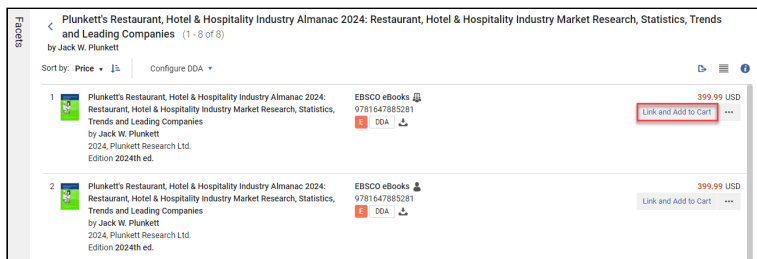 Facets
Plunkett's Restaurant, Hotel & Hospitality Industry Almanac 2024: Restaurant, Hotel & Hospitality Industry Market Research, Statistics, Trends
and Leading Companies (1 - 8 of 8)
by Jack W. Plunkett
Sort by: Price Configure DDA
1 Plunkett's Restaurant, Hotel & Hospitality Industry Almanac 2024: EBSCO eBooks 399.99 USD
Restaurant, Hotel & Hospitality Industry Market Research, Statistics, 9781647885281 Link and Add to Cart ...
Trends and Leading Companies E DDA
by Jack W. Plunkett
2024, Plunkett Research Ltd.
Edition 2024th ed.
2 Plunkett's Restaurant, Hotel & Hospitality Industry Almanac 2024: EBSCO eBooks 399.99 USD
Restaurant, Hotel & Hospitality Industry Market Research, Statistics, 9781647885281 Link and Add to Cart ...
Trends and Leading Companies E DDA
by Jack W. Plunkett
2024, Plunkett Research Ltd.
Edition 2024th ed.